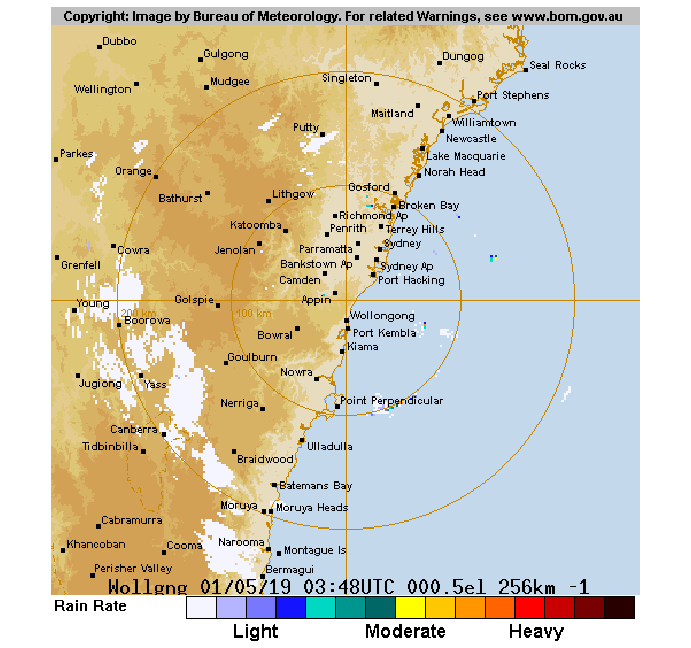 Copyright: Image by Bureau of Meteorology. For related Warnings, see www.bom.gov.au
Dubbo
Gulgong
Dungog
Seal Rocks
Wellington
Mudgee
Singleton
Port Stephens
Maitland
Williamtown
Putty
Newcastle
Parkes
Lake Macquarie
Orange
Norah Head
Bathurst
Lithgow
Gosford
Broken Bay
Richmond Ap
Katoomba
Penrith
Terrey Hills
Cowra
Jenolan
Parramatta
Sydney
Grenfell
Bankstown Ap
Sydney Ap
Camden
Port Hacking
Young
Golspie
Appin
200 km
100 km
Boorowa
Wollongong
Bowral
Port Kembla
Kiama
Goulburn
Jugiong
Yass
Nowra
Nerriga
Point Perpendicular
Canberra
Tidbinbilla
Ulladulla
Braidwood
Batemans Bay
Moruya
Moruya Heads
Cabramurra
Khancoban
Cooma
Narooma
Montague Is
Perisher Valley
Bermagui
Wollgng 01/05/19 03:48UTC 000.5el 256km -1
Rain Rate
Light
Moderate
Heavy